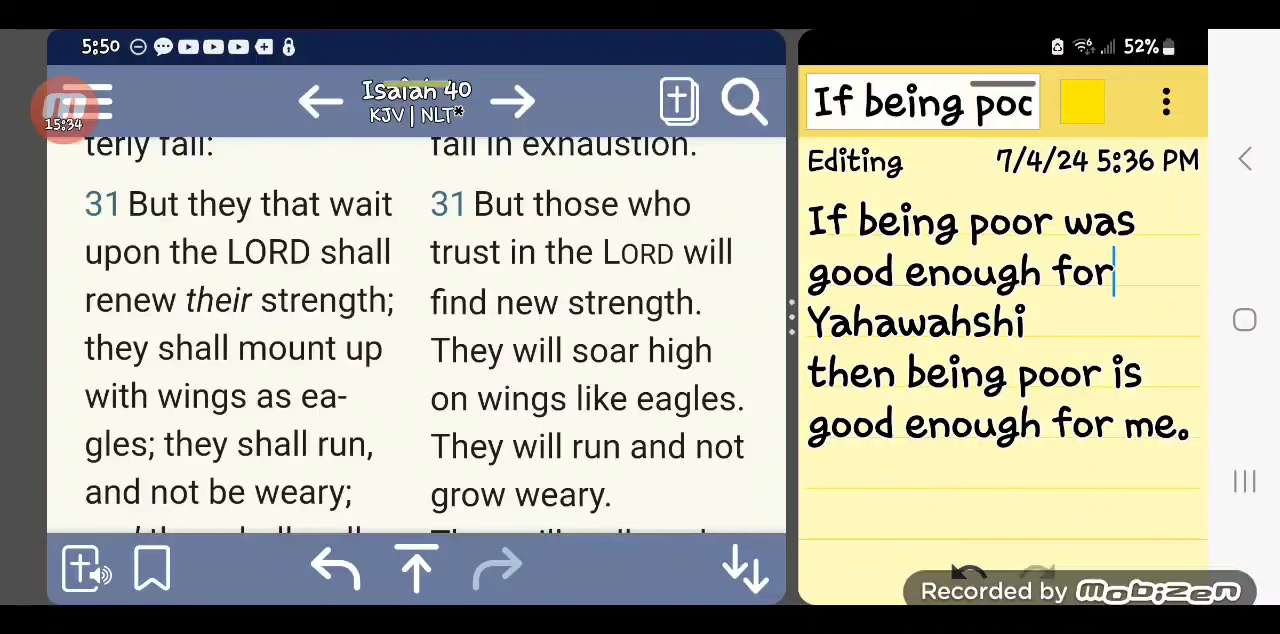 5:50
52%
15:34
Isaiah 40
KJV | NLT*
terly fall:
31 But they that wait
upon the LORD shall
renew their strength;
they shall mount up
with wings as ea-
gles; they shall run,
and not be weary;
fall in exhaustion.
31 But those who
trust in the LORD will
find new strength.
They will soar high
on wings like eagles.
They will run and not
grow weary.
If being poc
Editing 7/4/24 5:36 PM
If being poor was
good enough for
Yahawahshi
then being poor is
good enough for me.
Recorded by MOBIZEN